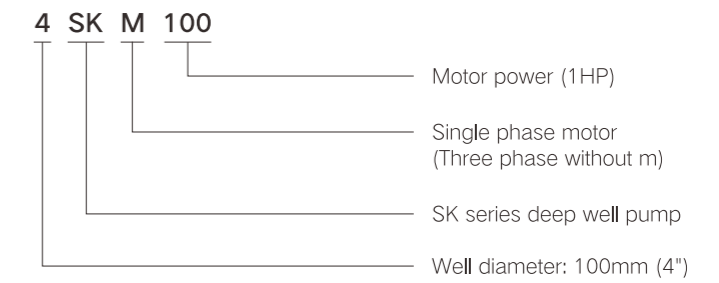 4 SK M 100
Motor power (1HP)
Single phase motor
(Three phase without m)
SK series deep well pump
Well diameter: 100mm (4")